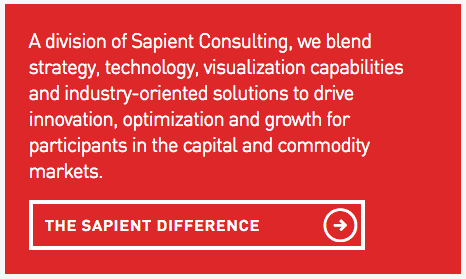 A division of Sapient Consulting, we blend
strategy, technology, visualization capabilities
and industry-oriented solutions to drive
innovation, optimization and growth for
participants in the capital and commodity
markets.
THE SAPIENT DIFFERENCE